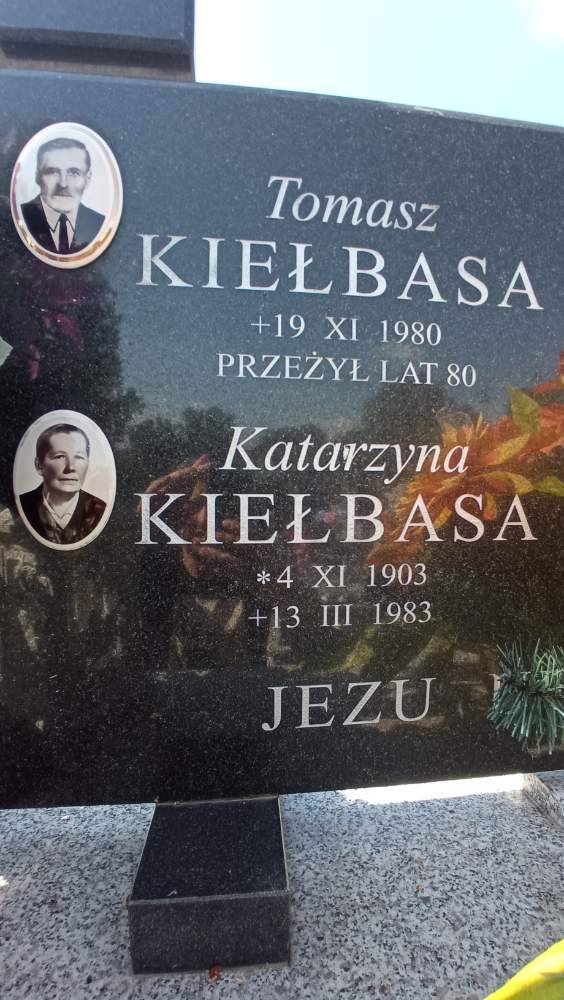 Tomasz
KIEŁBASA
+19 XI 1980
PRZEŻYŁ LAT 80
Katarzyna
KIEŁBASA
*4 XI 1903
+13 III 1983
JEZU